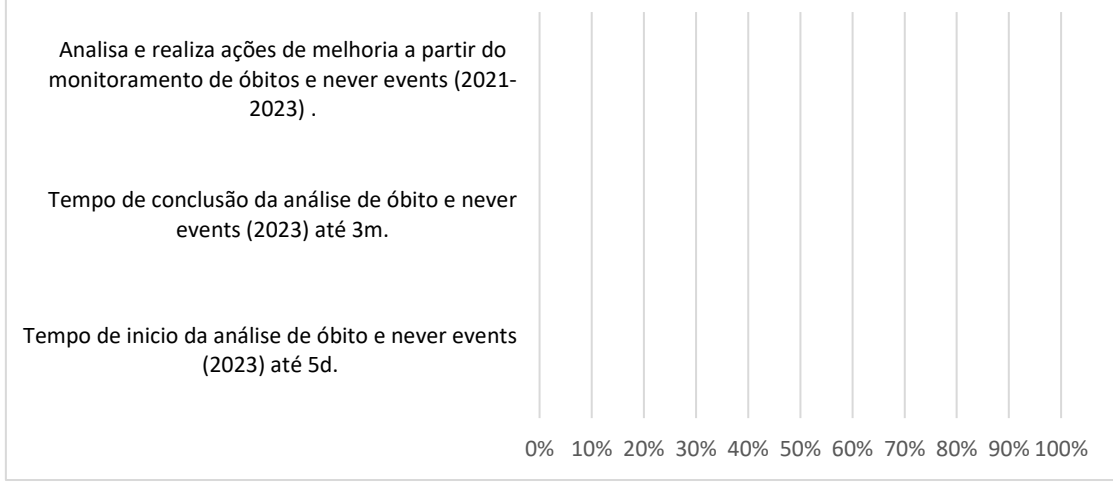 Analisa e realiza ações de melhoria a partir do
monitoramento de óbitos e never events (2021-
2023) .
Tempo de conclusão da análise de óbito e never
events (2023) até 3m.
Tempo de inicio da análise de óbito e never events
(2023) até 5d.
0% 10% 20% 30% 40% 50% 60% 70% 80% 90% 100%